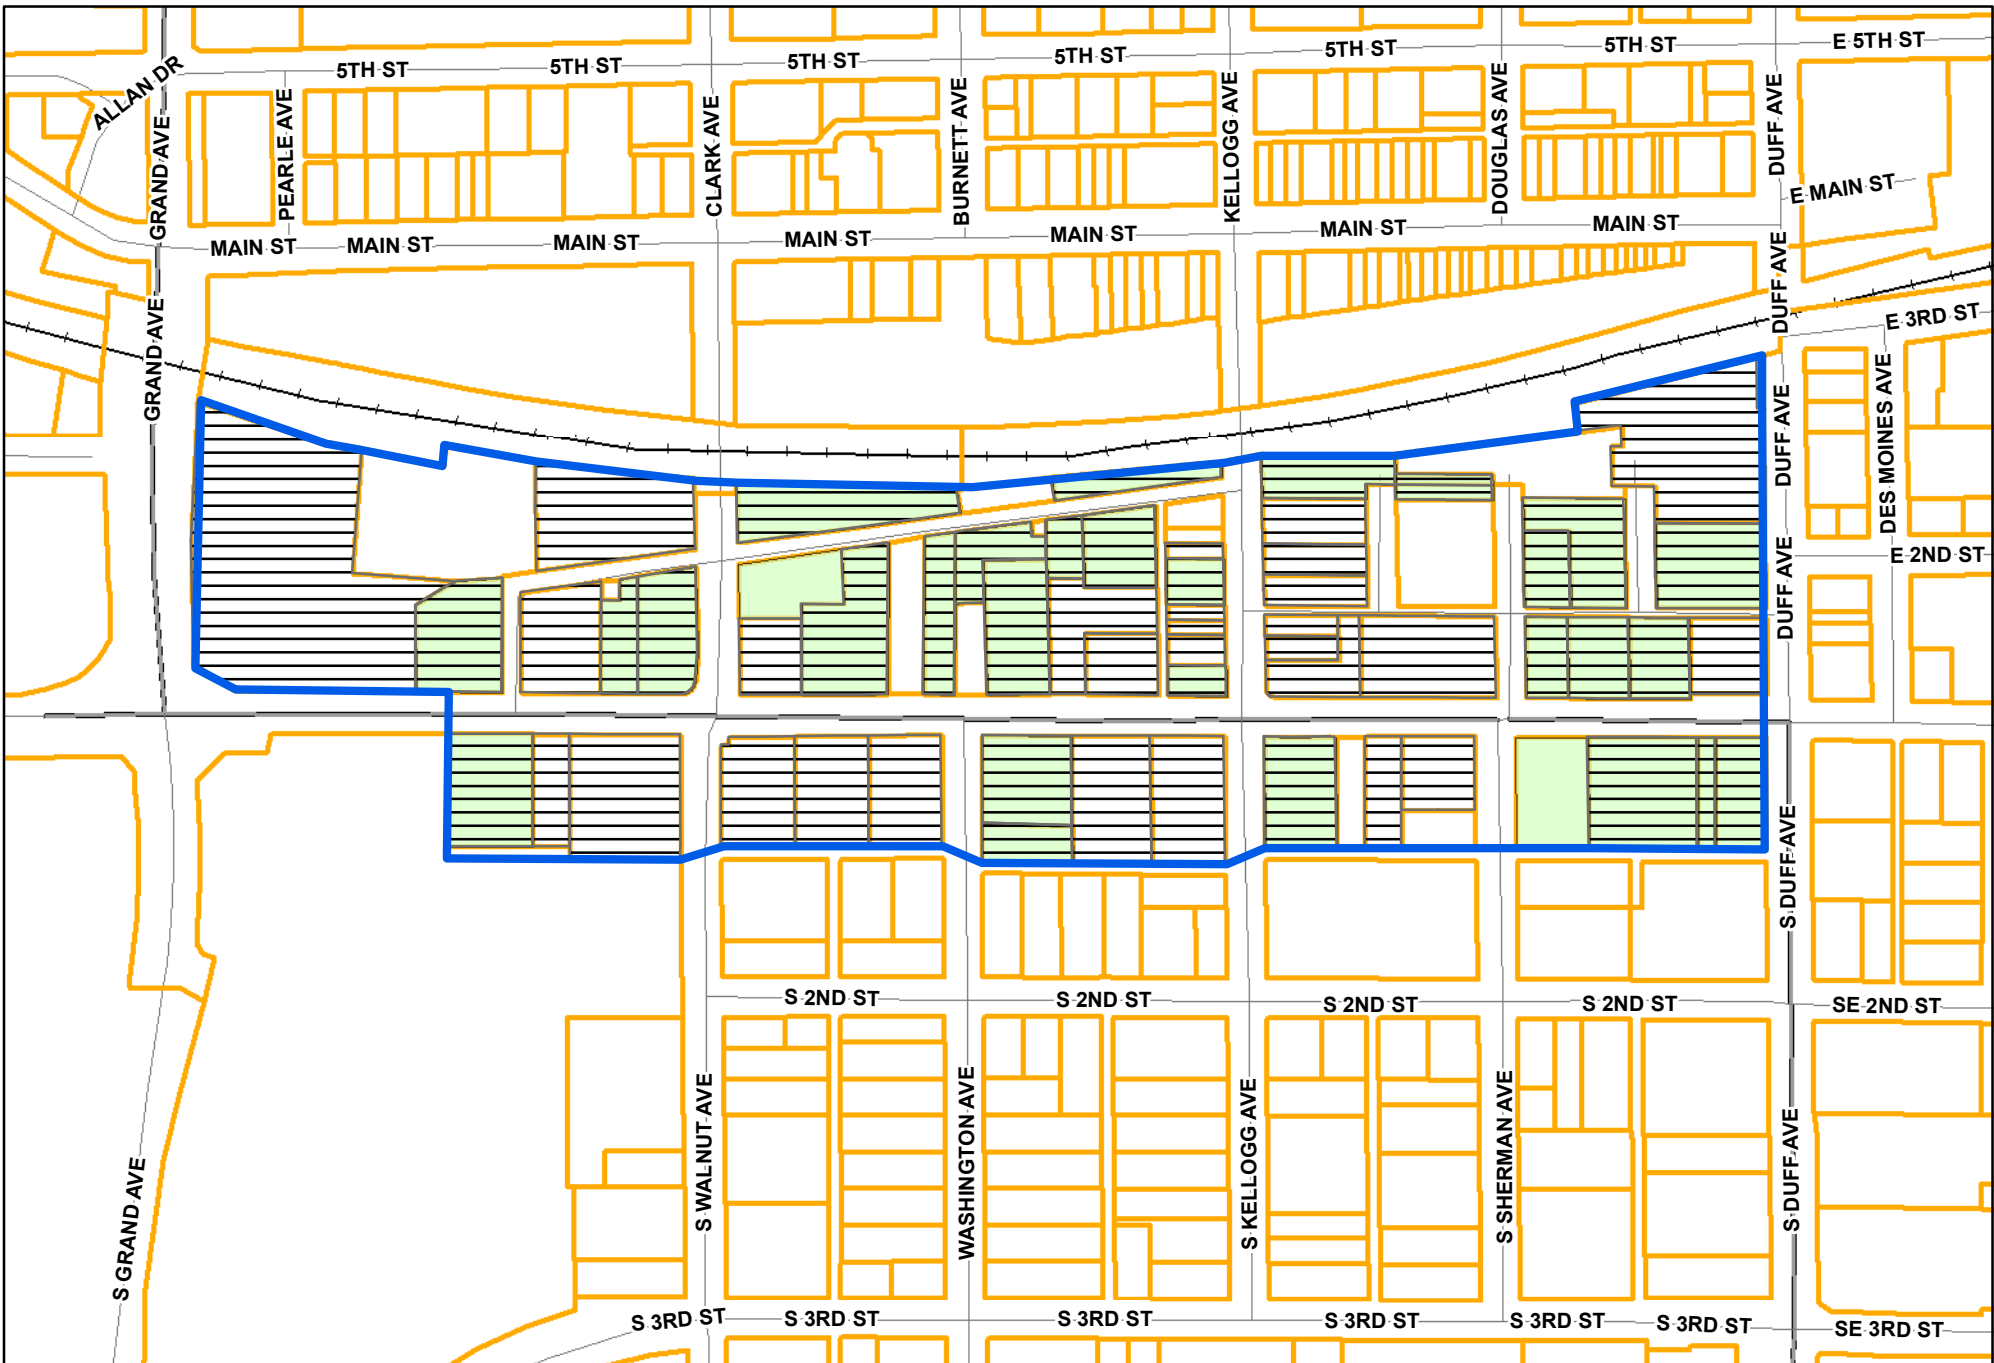 5TH ST
5TH ST
5TH ST
5TH ST
5TH ST
5TH ST
E 5TH ST
ALLAN DR
GRAND AVE
PEARLE AVE
CLARK AVE
BURNETT AVE
KELLOGG AVE
DOUGLAS AVE
DUFF AVE
E MAIN ST
MAIN ST
MAIN ST
MAIN ST
MAIN ST
MAIN ST
MAIN ST
MAIN ST
DUFF AVE
GRAND AVE
E 3RD ST
DUFF AVE
DES MOINES AVE
DUFF AVE
E 2ND ST
S DUFF AVE
S 2ND ST
S 2ND ST
S 2ND ST
S 2ND ST
SE 2ND ST
S GRAND AVE
S WALNUT AVE
WASHINGTON AVE
S KELLOGG AVE
S SHERMAN AVE
S DUFF AVE
S 3RD ST
S 3RD ST
S 3RD ST
S 3RD ST
S 3RD ST
S 3RD ST
SE 3RD ST